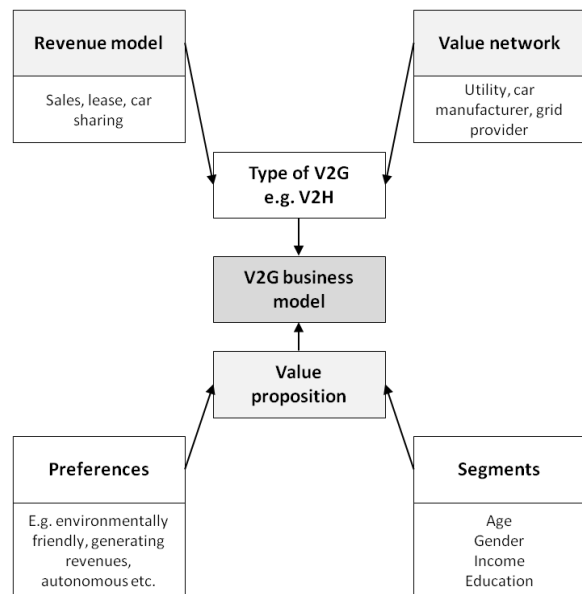 Revenue model
Sales, lease, car
sharing
Value network
Utility, car
manufacturer, grid
provider
Type of V2G
e.g. V2H
V2G business
model
Value
proposition
Preferences
E.g. environmentally
friendly, generating
revenues,
autonomous etc.
Segments
Age
Gender
Income
Education